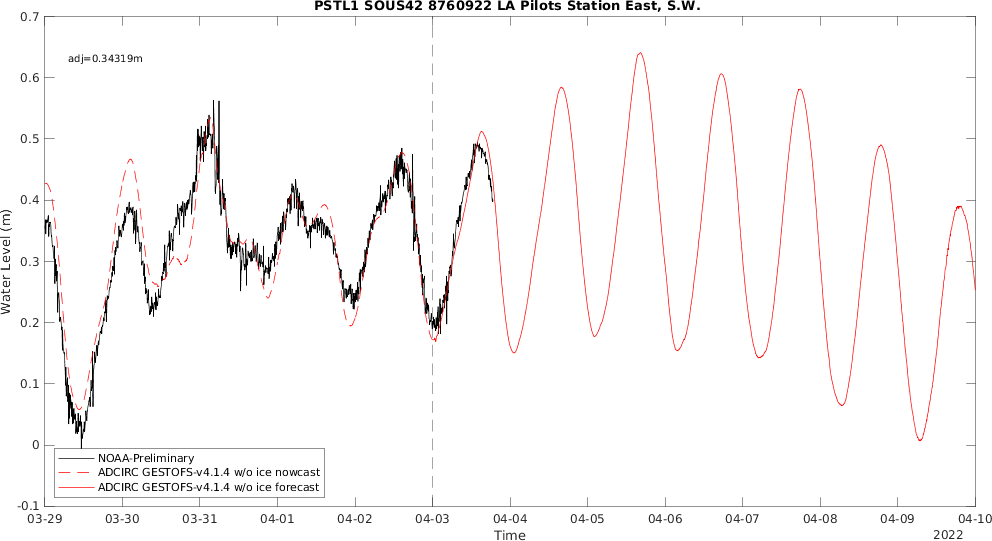 PSTL1 SOUS42 8760922 LA Pilots Station East, S.W.
adj=0.34319m
Water Level (m)
0.7
0.6
0.5
0.4
0.3
0.2
0.1
0
-0.1
NOAA-Preliminary
ADCIRC GESTOFS-v4.1.4 w/o ice nowcast
ADCIRC GESTOFS-v4.1.4 w/o ice forecast
03-29 03-30 03-31 04-01 04-02 04-03 04-04 04-05 04-06 04-07 04-08 04-09 04-10
Time
2022